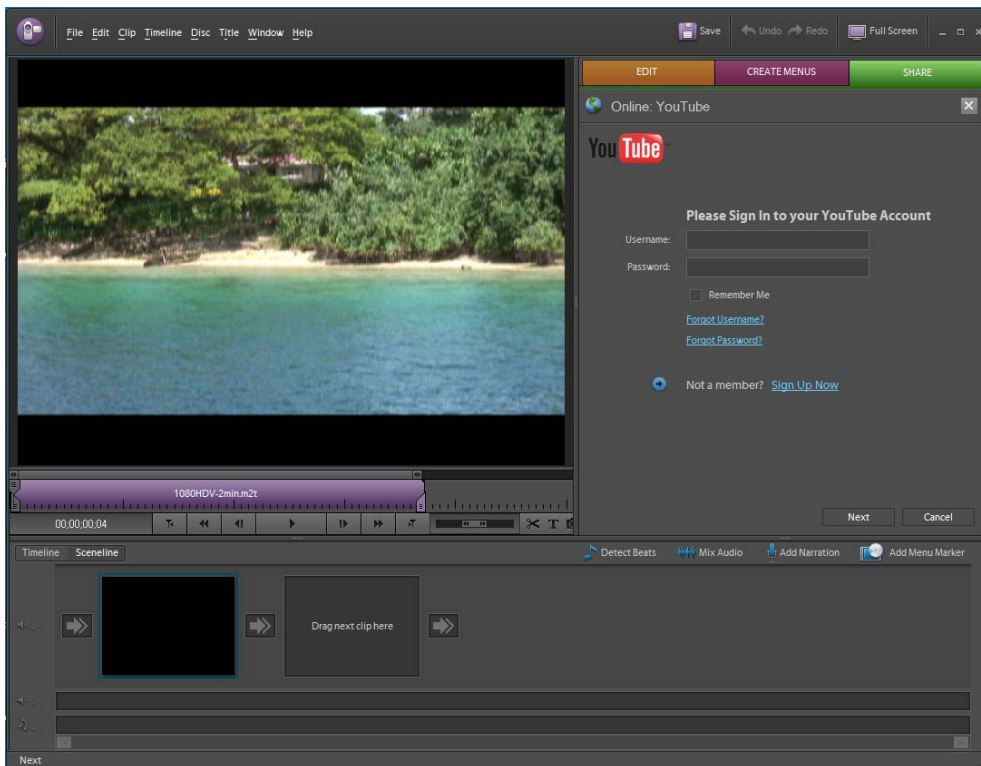 File Edit Clip Timeline Disc Title Window Help
Save Undo Redo Full Screen
EDIT CREATE MENUS SHARE
Online: YouTube
YouTube
Please Sign In to your YouTube Account
Username:
Password:
Remember Me
Forgot Username?
Forgot Password?
Not a member? Sign Up Now
Next Cancel
1080HDV-2min.m2t
00;00;00;04
T
Timeline Sceneline
Detect Beats Mix Audio Add Narration Add Menu Marker
Drag next clip here
Next